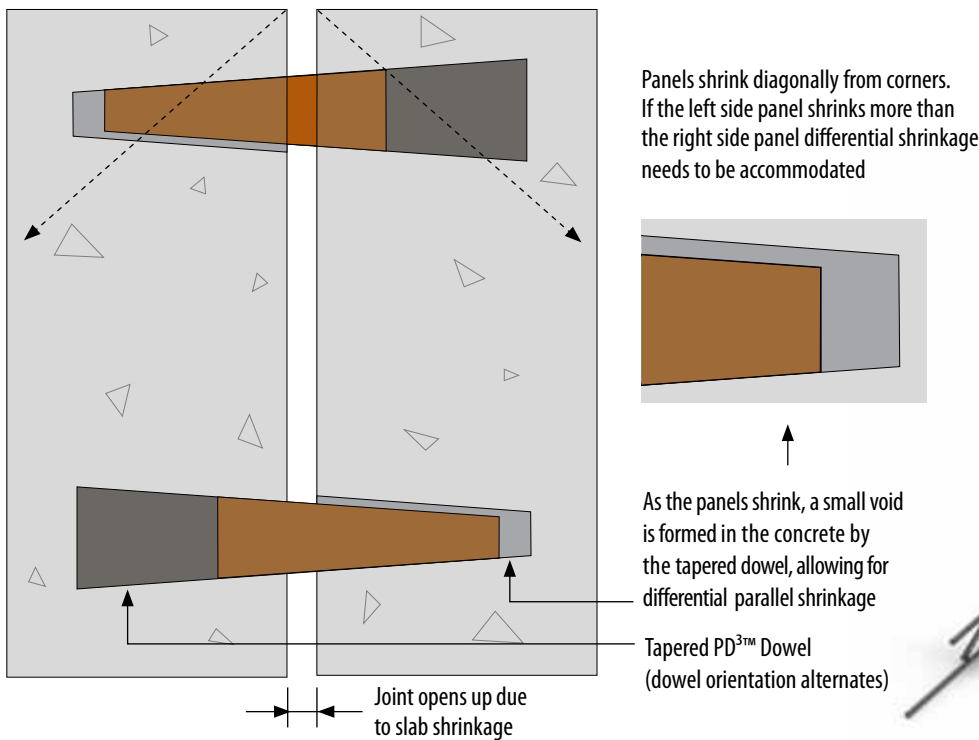 Panels shrink diagonally from corners.
If the left side panel shrinks more than
the right side panel differential shrinkage
needs to be accommodated
As the panels shrink, a small void
is formed in the concrete by
the tapered dowel, allowing for
differential parallel shrinkage
Tapered PD³™ Dowel
(dowel orientation alternates)
Joint opens up due
to slab shrinkage